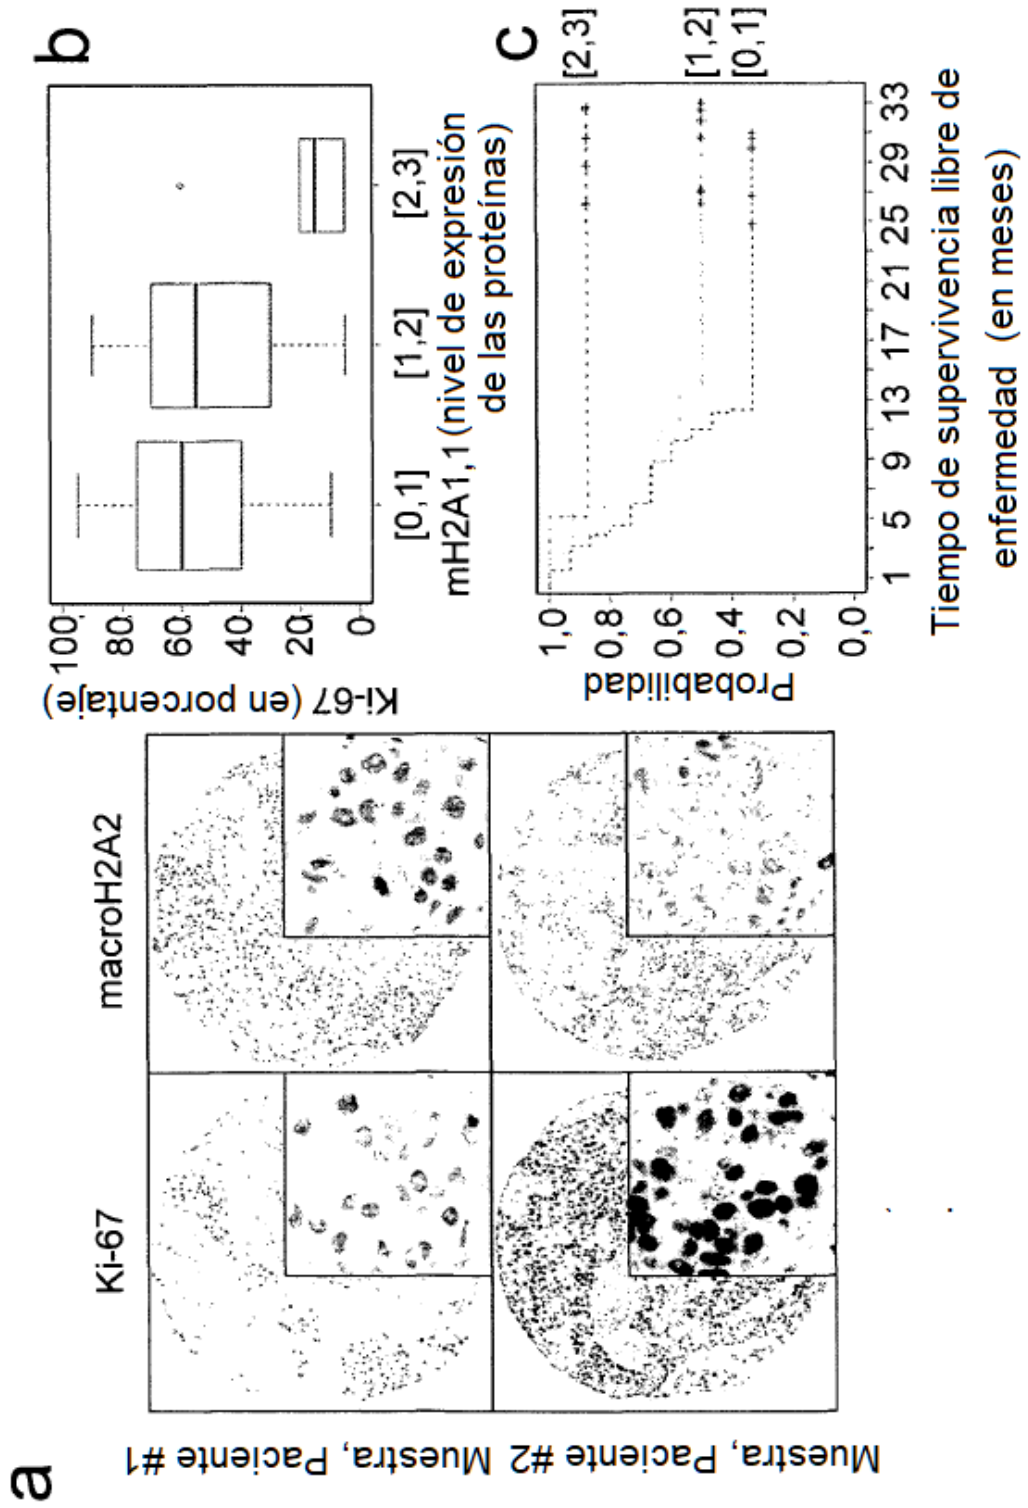 a
Ki-67
macroH2A2
Muestra, Paciente #1
Muestra, Paciente #2
b
Ki-67 (en porcentaje)
100
80
60
40
20
0
[0,1]
[1,2]
[2,3]
mH2A1,1 (nivel de expresión
de las proteínas)
c
Probabilidad
1,0
0,8
0,6
0,4
0,2
0,0
[2,3]
[1,2]
[0,1]
1 5 9 13 17 21 25 29 33
Tiempo de supervivencia libre de
enfermedad (en meses)